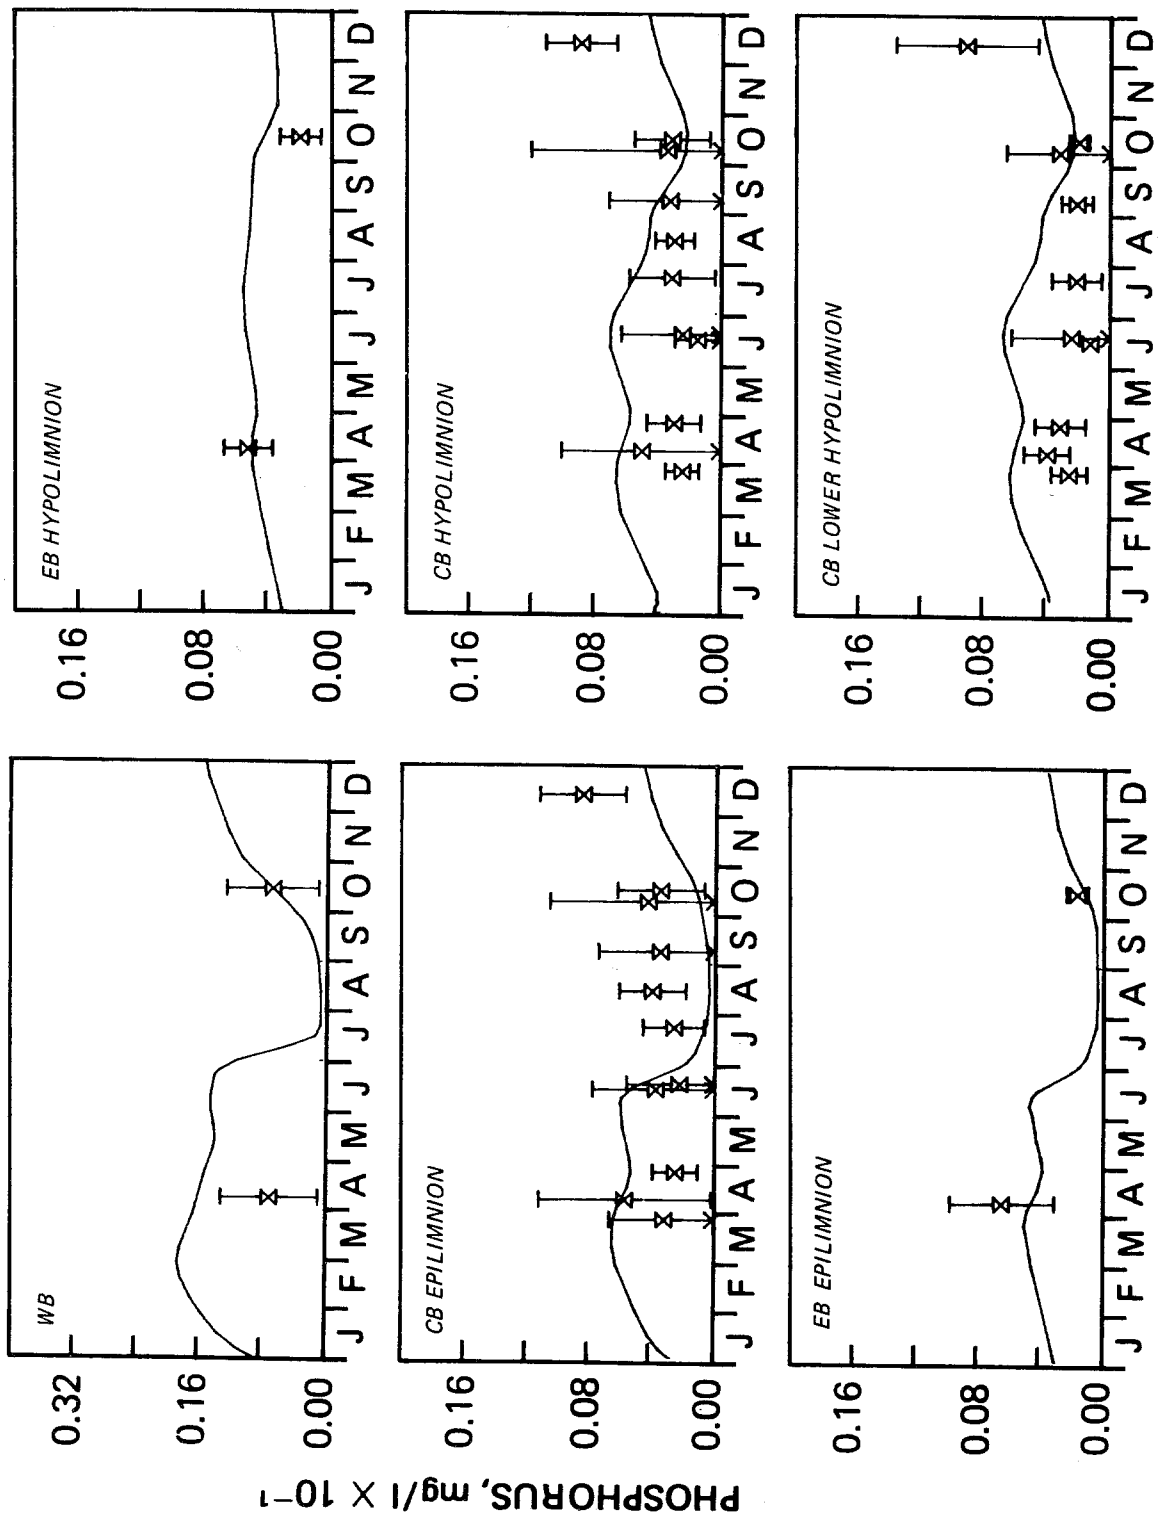 PHOSPHORUS, mg/l X 10⁻¹
WB
0.32
0.16
0.00
J F M A M J J A S O N D
EB HYPOLIMNION
0.16
0.08
0.00
J F M A M J J A S O N D
CB EPILIMNION
0.16
0.08
0.00
J F M A M J J A S O N D
CB HYPOLIMNION
0.16
0.08
0.00
J F M A M J J A S O N D
EB EPILIMNION
0.16
0.08
0.00
J F M A M J J A S O N D
CB LOWER HYPOLIMNION
0.16
0.08
0.00
J F M A M J J A S O N D